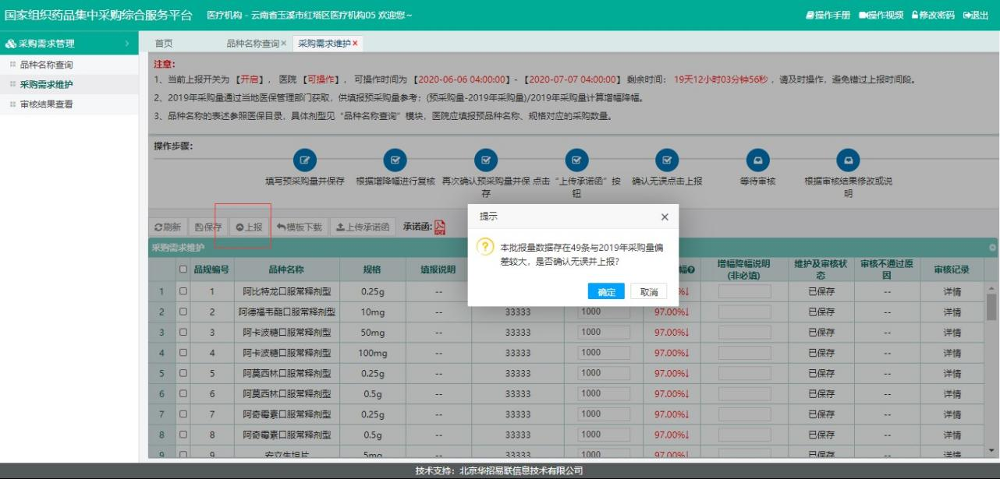 国家组织药品集中采购综合服务平台 医疗机构 - 云南省玉溪市红塔区医疗机构05 欢迎您~ 操作手册 操作视频 修改密码 退出
采购需求管理 首页 品种名称查询× 采购需求维护×
品种名称查询
采购需求维护
审核结果查看
注意：
1、当前上报开关为 【开启】，医院 【可操作】，可操作时间为 【2020-06-06 04:00:00】-【2020-07-07 04:00:00】 剩余时间： 19天12小时03分钟56秒 ，请及时操作，避免错过上报时间段。
2、2019年采购量通过当地医保管理部门获取，供填报预采购量参考；(预采购量-2019年采购量)/2019年采购量计算增幅降幅。
3、品种名称的表述参照医保目录，具体剂型见“品种名称查询”模块，医院应填报预品种名称、规格对应的采购数量。
操作步骤：
填写预采购量并保存 根据增降幅进行复核 再次确认预采购量并保存 点击“上传承诺函”按钮 确认无误点击上报 等待审核 根据审核结果修改或说明
刷新 保存 上报 模板下载 上传承诺函 承诺函：
采购需求维护
提示 ×
本批报量数据存在49条与2019年采购量偏
差较大，是否确认无误并上报？
确定 取消
品规编号 品种名称 规格 填报说明 幅 增幅降幅说明(非必填) 维护及审核状态 审核不通过原因 审核记录
1 1 阿比特龙口服常释剂型 0.25g -- %↓ 已保存 -- 详情
2 2 阿德福韦酯口服常释剂型 10mg -- 33333 1000 97.00%↓ 已保存 -- 详情
3 3 阿卡波糖口服常释剂型 50mg -- 33333 1000 97.00%↓ 已保存 -- 详情
4 4 阿卡波糖口服常释剂型 100mg -- 33333 1000 97.00%↓ 已保存 -- 详情
5 5 阿莫西林口服常释剂型 0.25g -- 33333 1000 97.00%↓ 已保存 -- 详情
6 6 阿莫西林口服常释剂型 0.5g -- 33333 1000 97.00%↓ 已保存 -- 详情
7 7 阿奇霉素口服常释剂型 0.25g -- 33333 1000 97.00%↓ 已保存 -- 详情
8 8 阿奇霉素口服常释剂型 0.5g -- 33333 1000 97.00%↓ 已保存 -- 详情
9 9 安立生坦片 5mg -- 33333 1000 97.00%↓ 已保存 -- 详情
技术支持：北京华招易联信息技术有限公司